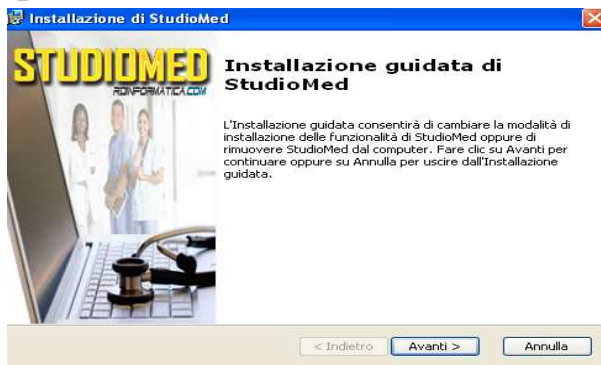 Installazione di StudioMed
STUDIOMED
RDINFORMATICA.COM
Installazione guidata di
StudioMed
L'Installazione guidata consentirà di cambiare la modalità di
installazione delle funzionalità di StudioMed oppure di
rimuovere StudioMed dal computer. Fare clic su Avanti per
continuare oppure su Annulla per uscire dall'Installazione
guidata.
< Indietro
Avanti >
Annulla